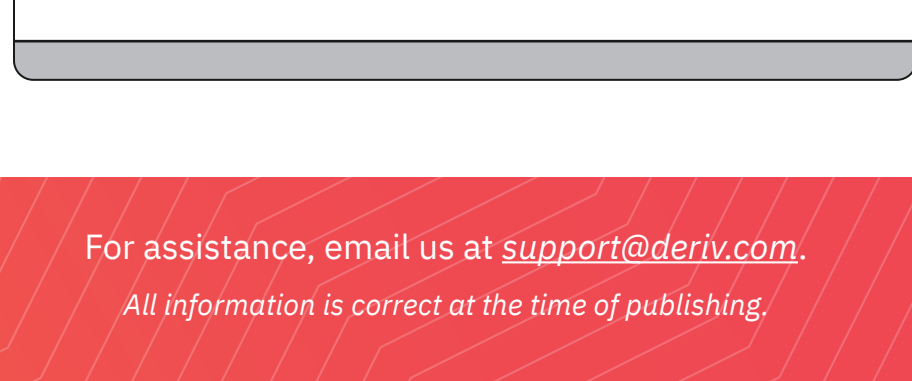 For assistance, email us at support@deriv.com.
All information is correct at the time of publishing.